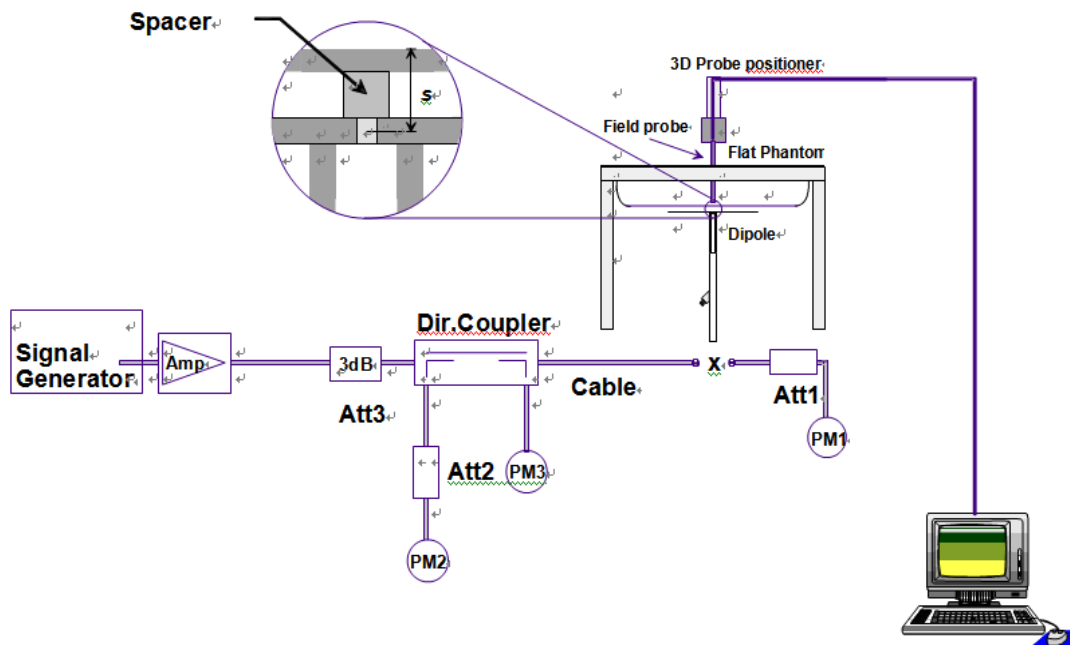 Spacer
s
3D Probe positioner
Field probe
Flat Phantom
Dipole
Signal
Generator
Amp
3dB
Dir.Coupler
Cable
x
Att1
PM1
Att3
Att2
PM3
PM2